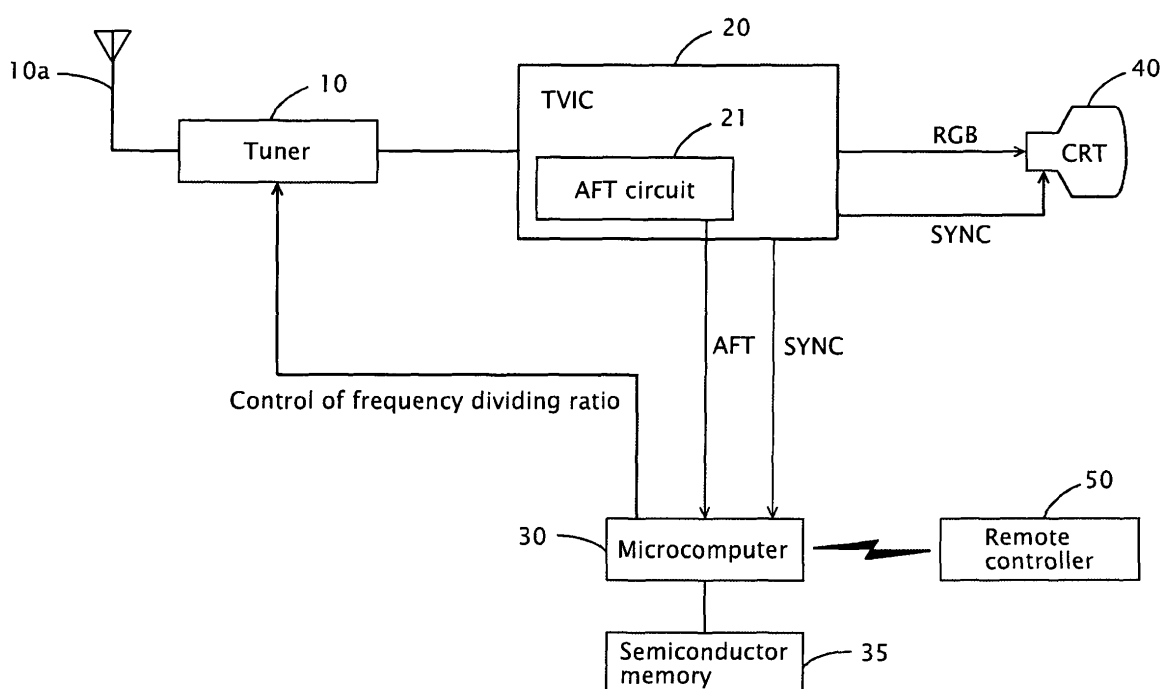 20
40
10a
10
TVIC
21
RGB
Tuner
CRT
AFT circuit
SYNC
AFT
SYNC
Control of frequency dividing ratio
50
30
Microcomputer
Remote
controller
Semiconductor
memory
35